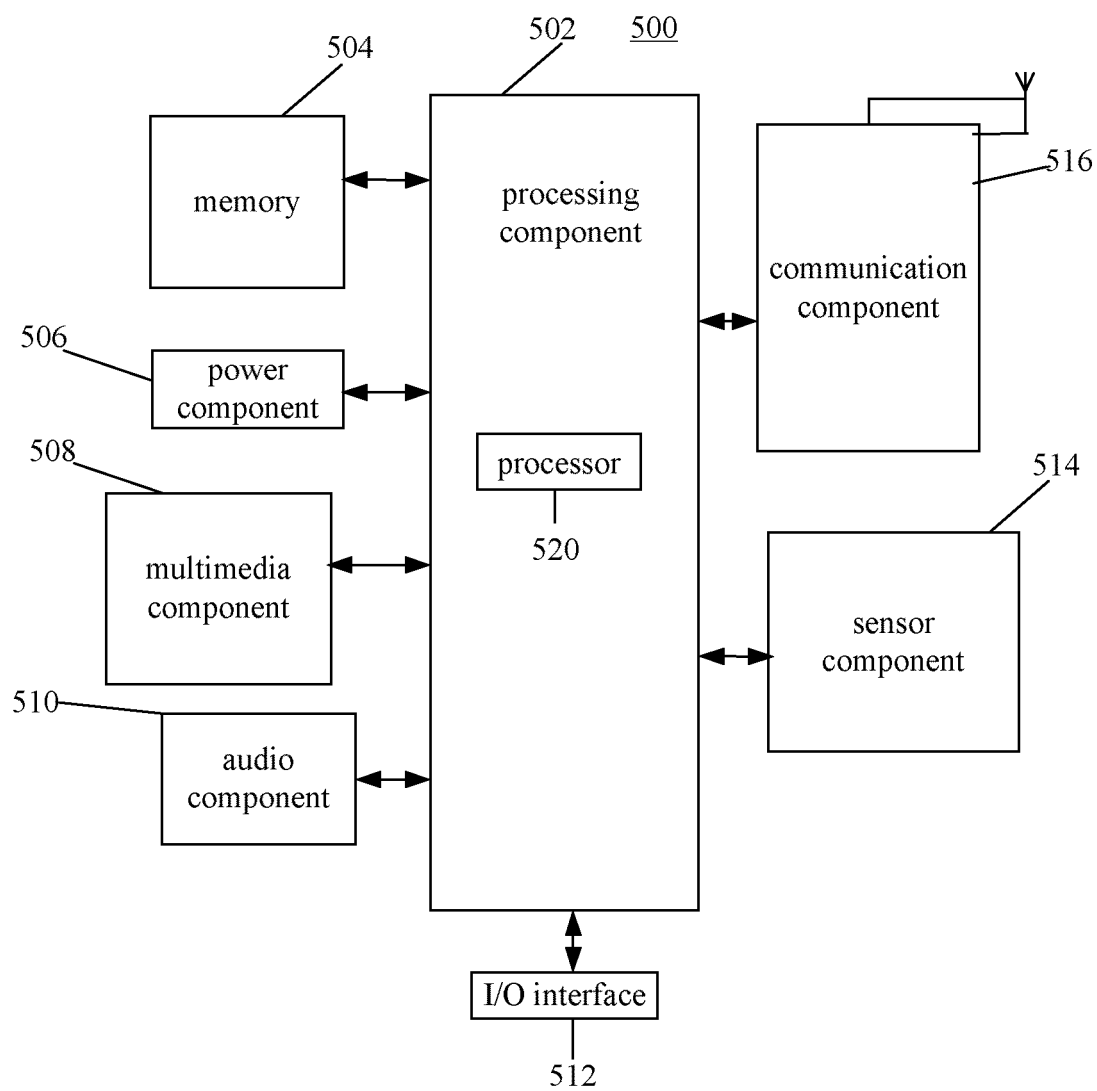 502
500
504
memory
processing
component
516
communication
component
506
power
component
508
processor
520
514
multimedia
component
sensor
component
510
audio
component
I/O interface
512